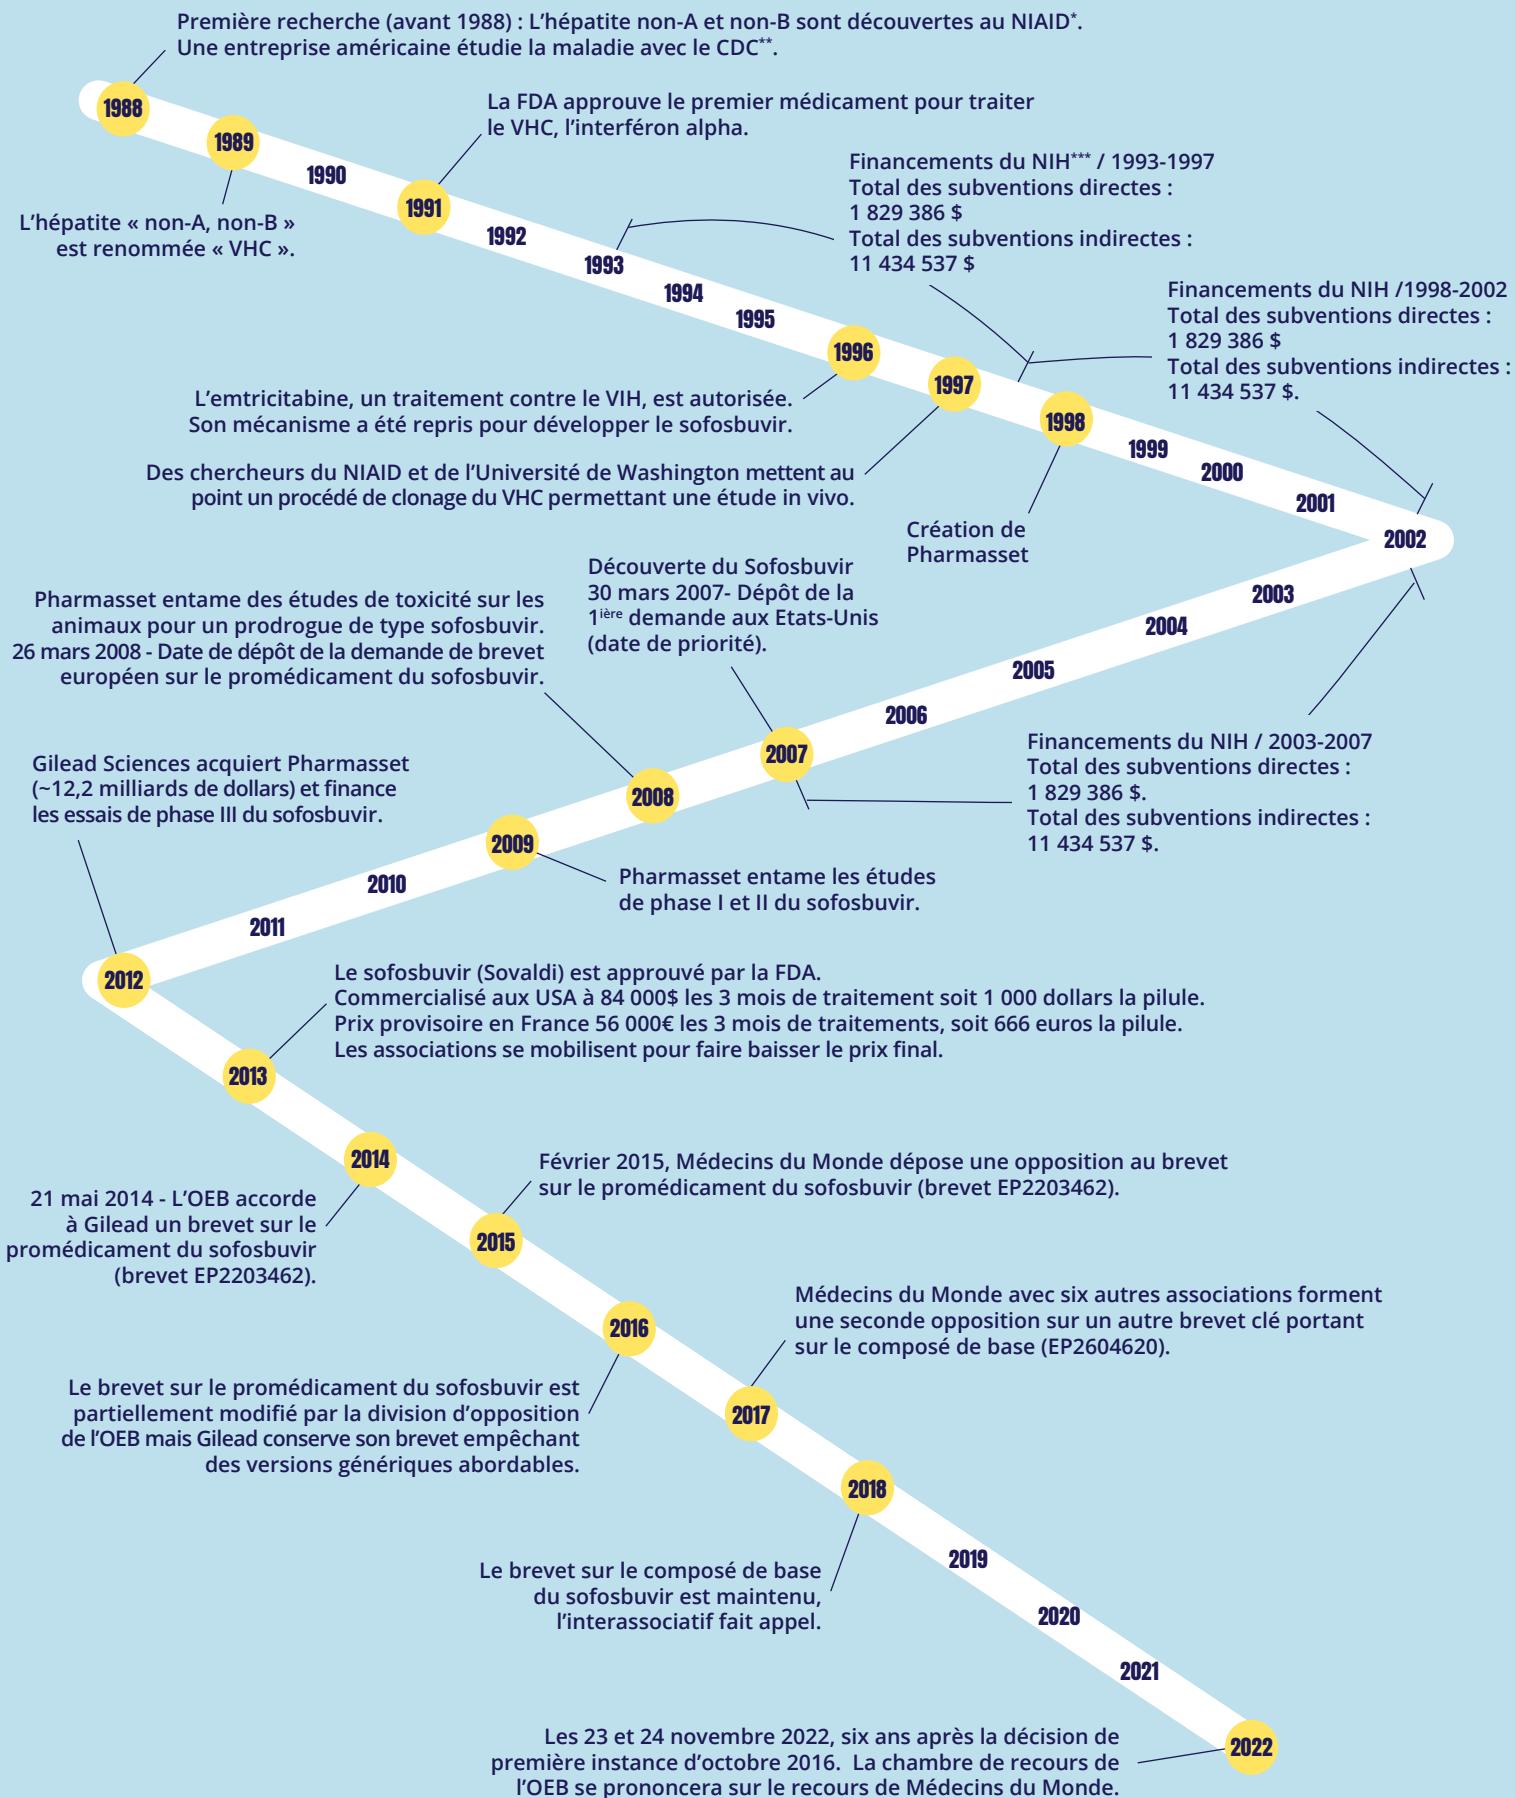 Première recherche (avant 1988) : L’hépatite non-A et non-B sont découvertes au NIAID*.
Une entreprise américaine étudie la maladie avec le CDC**.
1988
1989
L’hépatite « non-A, non-B »
est renommée « VHC ».
1990
La FDA approuve le premier médicament pour traiter
le VHC, l’interféron alpha.
1991
1992
Financements du NIH*** / 1993-1997
Total des subventions directes :
1 829 386 $
Total des subventions indirectes :
11 434 537 $
1993
1994
1995
1996
L’emtricitabine, un traitement contre le VIH, est autorisée.
Son mécanisme a été repris pour développer le sofosbuvir.
1997
Des chercheurs du NIAID et de l’Université de Washington mettent au
point un procédé de clonage du VHC permettant une étude in vivo.
Financements du NIH /1998-2002
Total des subventions directes :
1 829 386 $
Total des subventions indirectes :
11 434 537 $.
1998
Création de
Pharmasset
1999
2000
2001
2002
2003
2004
2005
2006
Financements du NIH / 2003-2007
Total des subventions directes :
1 829 386 $.
Total des subventions indirectes :
11 434 537 $.
Découverte du Sofosbuvir
30 mars 2007- Dépôt de la
1ière demande aux Etats-Unis
(date de priorité).
2007
Pharmasset entame des études de toxicité sur les
animaux pour un prodrogue de type sofosbuvir.
26 mars 2008 - Date de dépôt de la demande de brevet
européen sur le promédicament du sofosbuvir.
2008
2009
Pharmasset entame les études
de phase I et II du sofosbuvir.
2010
2011
Gilead Sciences acquiert Pharmasset
(~12,2 milliards de dollars) et finance
les essais de phase III du sofosbuvir.
2012
Le sofosbuvir (Sovaldi) est approuvé par la FDA.
Commercialisé aux USA à 84 000$ les 3 mois de traitement soit 1 000 dollars la pilule.
Prix provisoire en France 56 000€ les 3 mois de traitements, soit 666 euros la pilule.
Les associations se mobilisent pour faire baisser le prix final.
2013
2014
21 mai 2014 - L’OEB accorde
à Gilead un brevet sur le
promédicament du sofosbuvir
(brevet EP2203462).
Février 2015, Médecins du Monde dépose une opposition au brevet
sur le promédicament du sofosbuvir (brevet EP2203462).
2015
2016
Le brevet sur le promédicament du sofosbuvir est
partiellement modifié par la division d’opposition
de l’OEB mais Gilead conserve son brevet empêchant
des versions génériques abordables.
Médecins du Monde avec six autres associations forment
une seconde opposition sur un autre brevet clé portant
sur le composé de base (EP2604620).
2017
2018
Le brevet sur le composé de base
du sofosbuvir est maintenu,
l’interassociatif fait appel.
2019
2020
2021
2022
Les 23 et 24 novembre 2022, six ans après la décision de
première instance d’octobre 2016. La chambre de recours de
l’OEB se prononcera sur le recours de Médecins du Monde.